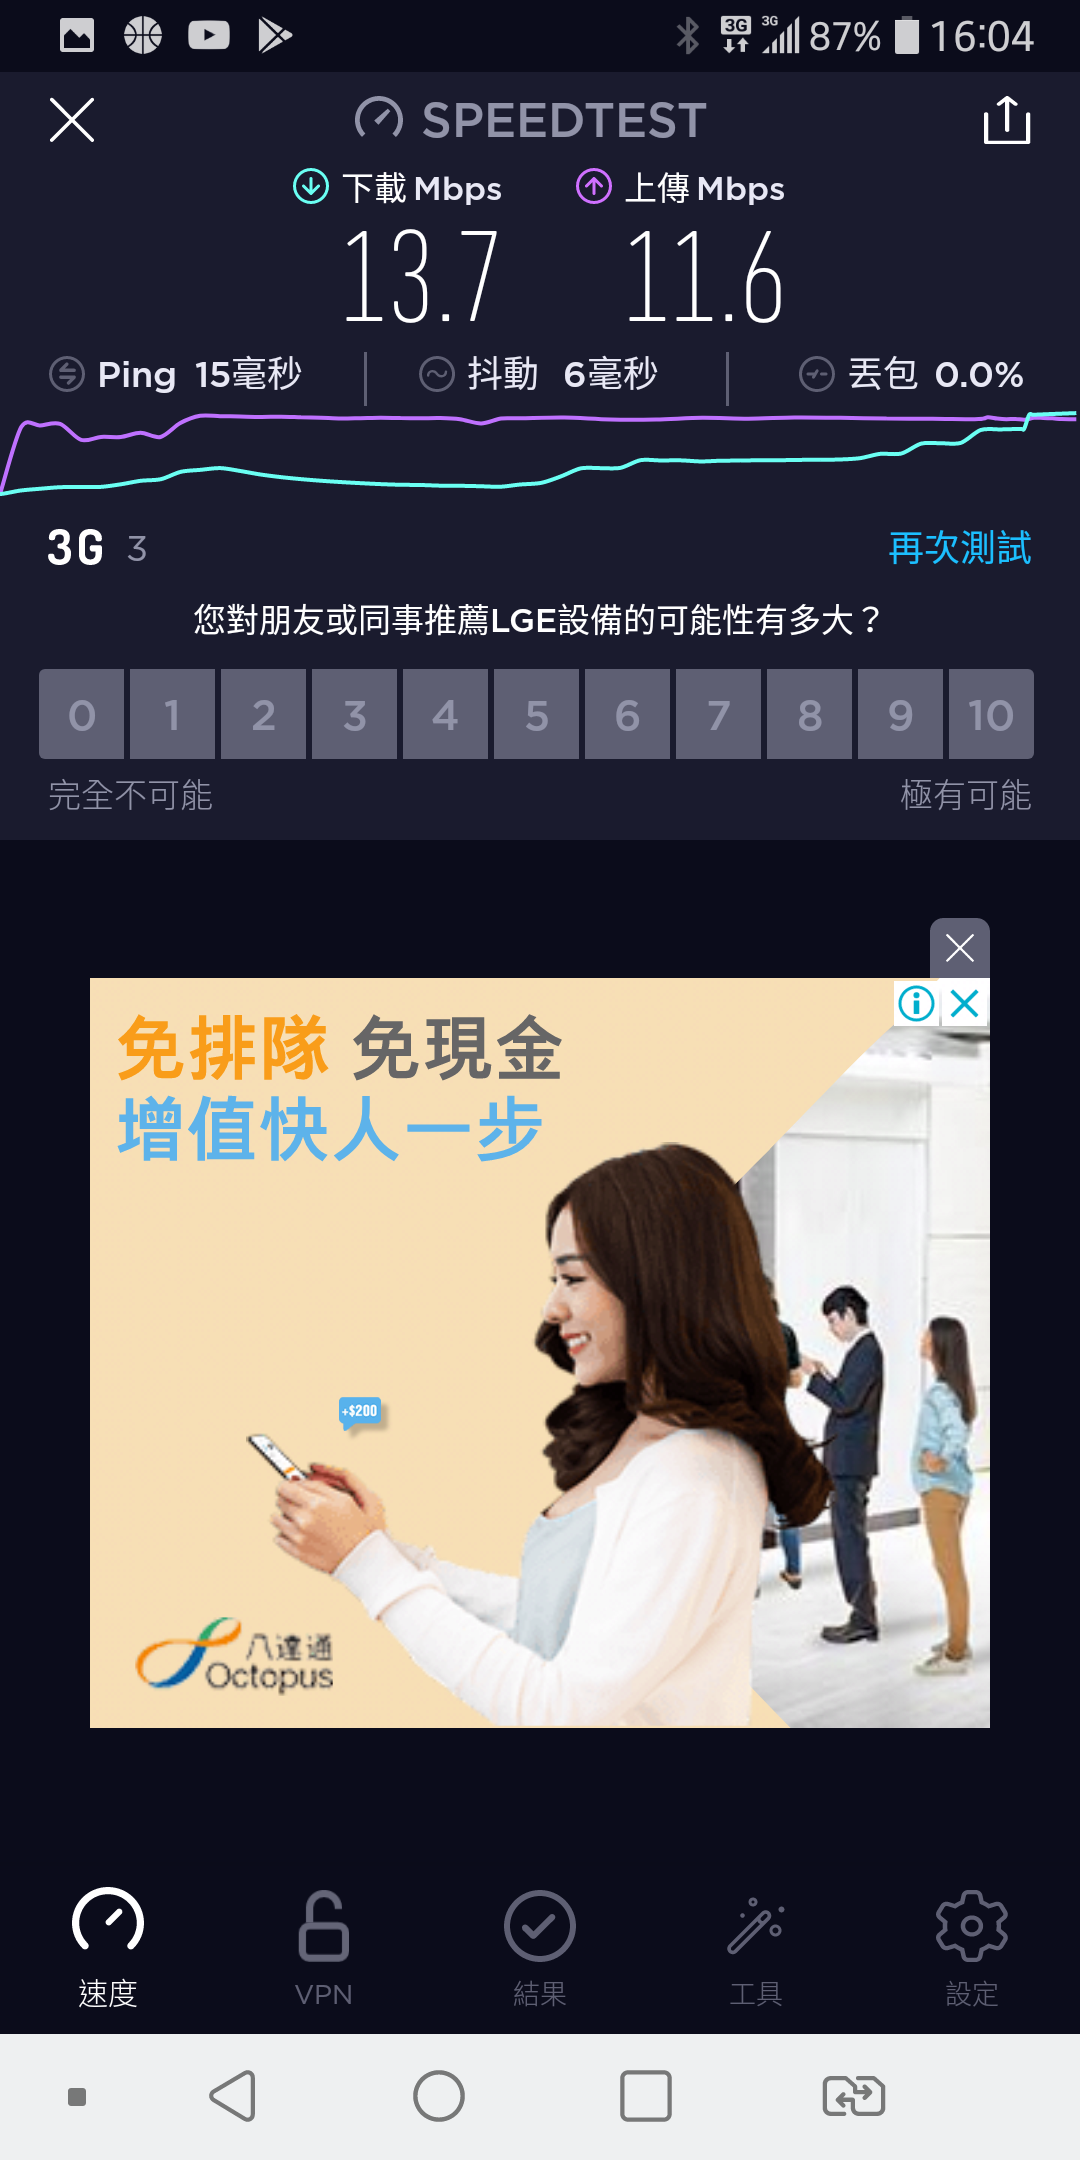 3G 3G 87% 16:04
SPEEDTEST
下載 Mbps 上傳 Mbps
13.7 11.6
Ping 15毫秒 抖動 6毫秒 丟包 0.0%
3G 3 再次測試
您對朋友或同事推薦LGE設備的可能性有多大？
0 1 2 3 4 5 6 7 8 9 10
完全不可能 極有可能
免排隊 免現金
增值快人一步
+$200
八達通
Octopus
速度 VPN 結果 工具 設定